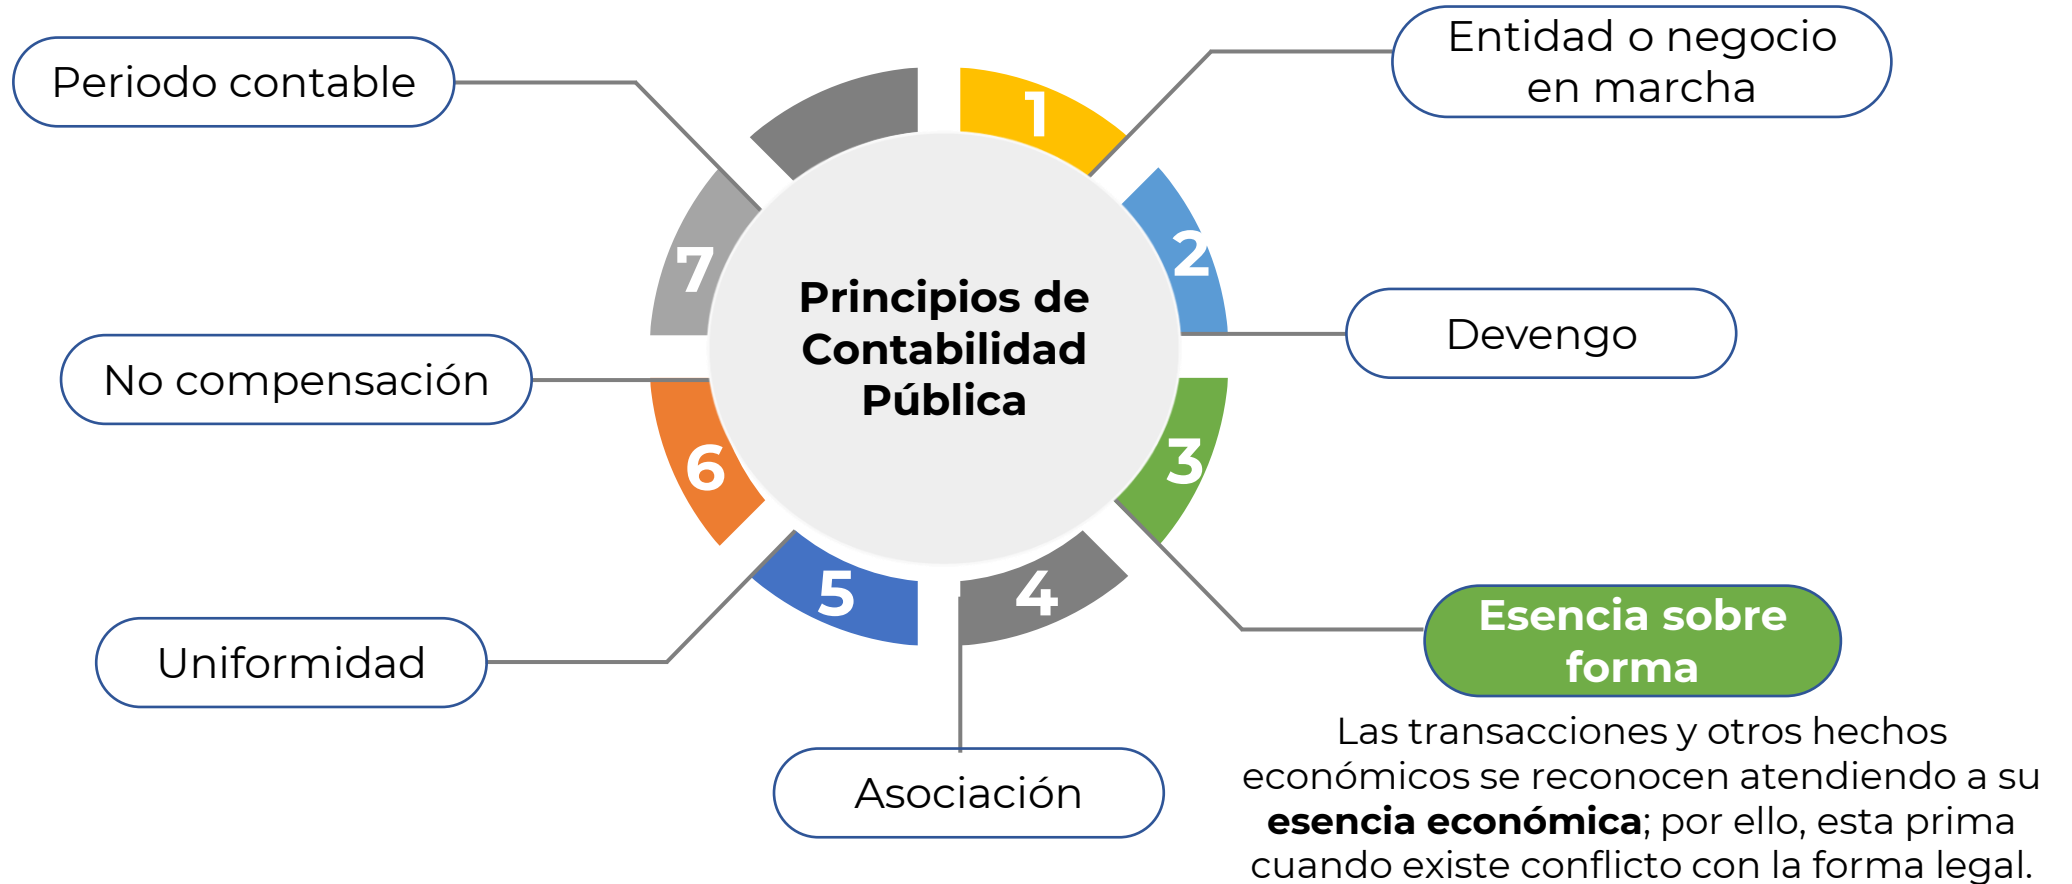 Principios de
Contabilidad
Pública
1
Entidad o negocio
en marcha
2
Devengo
3
Esencia sobre
forma
Las transacciones y otros hechos
económicos se reconocen atendiendo a su
esencia económica; por ello, esta prima
cuando existe conflicto con la forma legal.
4
Asociación
5
Uniformidad
6
No compensación
7
Periodo contable